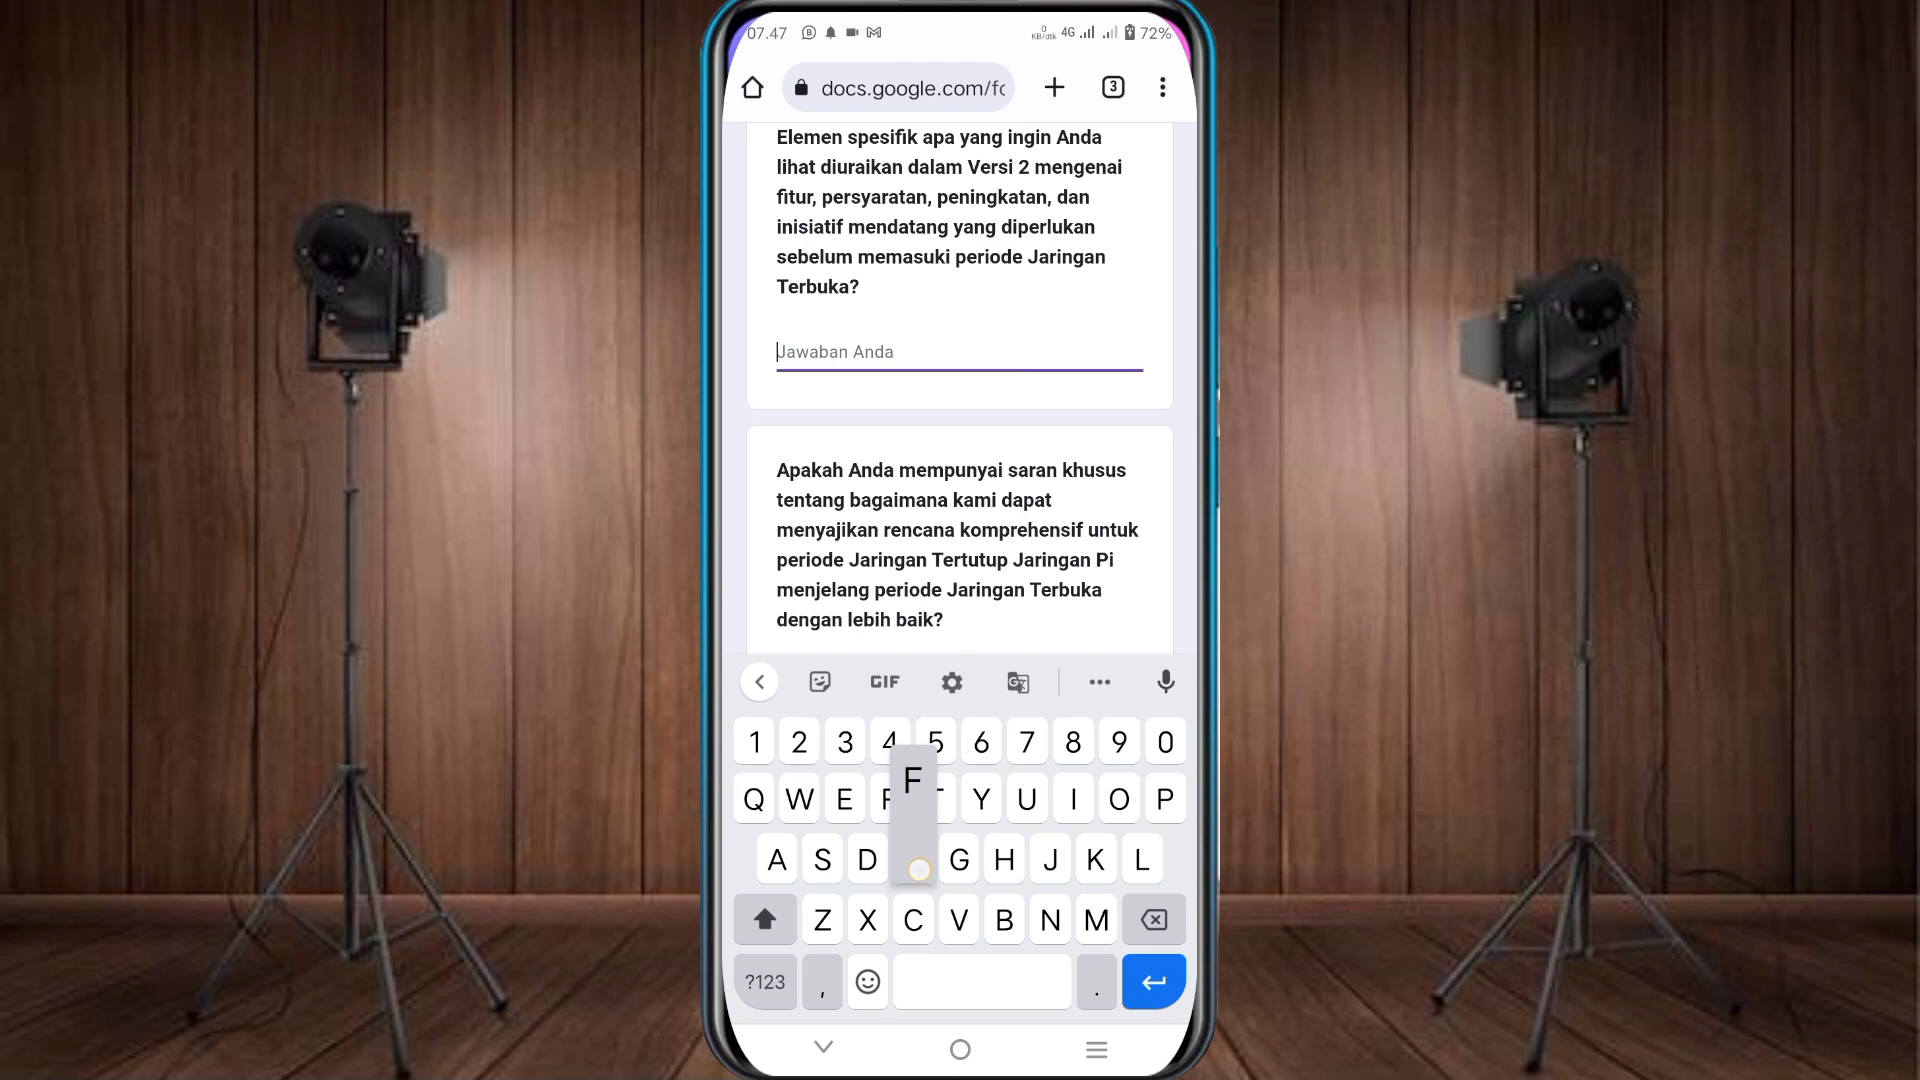 07.47
0
KB/dtk
4G
72%
docs.google.com/fo
3
Elemen spesifik apa yang ingin Anda
lihat diuraikan dalam Versi 2 mengenai
fitur, persyaratan, peningkatan, dan
inisiatif mendatang yang diperlukan
sebelum memasuki periode Jaringan
Terbuka?
Jawaban Anda
Apakah Anda mempunyai saran khusus
tentang bagaimana kami dapat
menyajikan rencana komprehensif untuk
periode Jaringan Tertutup Jaringan Pi
menjelang periode Jaringan Terbuka
dengan lebih baik?
GIF
1 2 3 4 5 6 7 8 9 0
F
Q W E R T Y U I O P
A S D G H J K L
Z X C V B N M
?123 , .